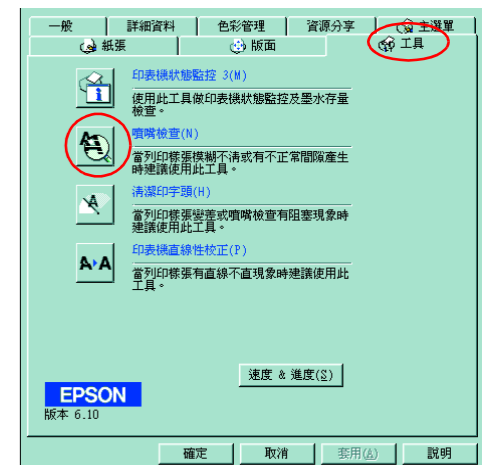 一般 詳細資料 色彩管理 資源分享 主選單
紙張 版面 工具
印表機狀態監控 3(M)
使用此工具做印表機狀態監控及墨水存量
檢查。
噴嘴檢查(N)
當列印樣張模糊不清或有不正常間隙產生
時建議使用此工具。
清潔印字頭(H)
當列印樣張變差或噴嘴檢查有阻塞現象時
建議使用此工具。
印表機直線性校正(P)
當列印樣張有直線不直現象時建議使用此
工具。
速度 & 進度(S)
EPSON
版本 6.10
確定 取消 套用(A) 說明